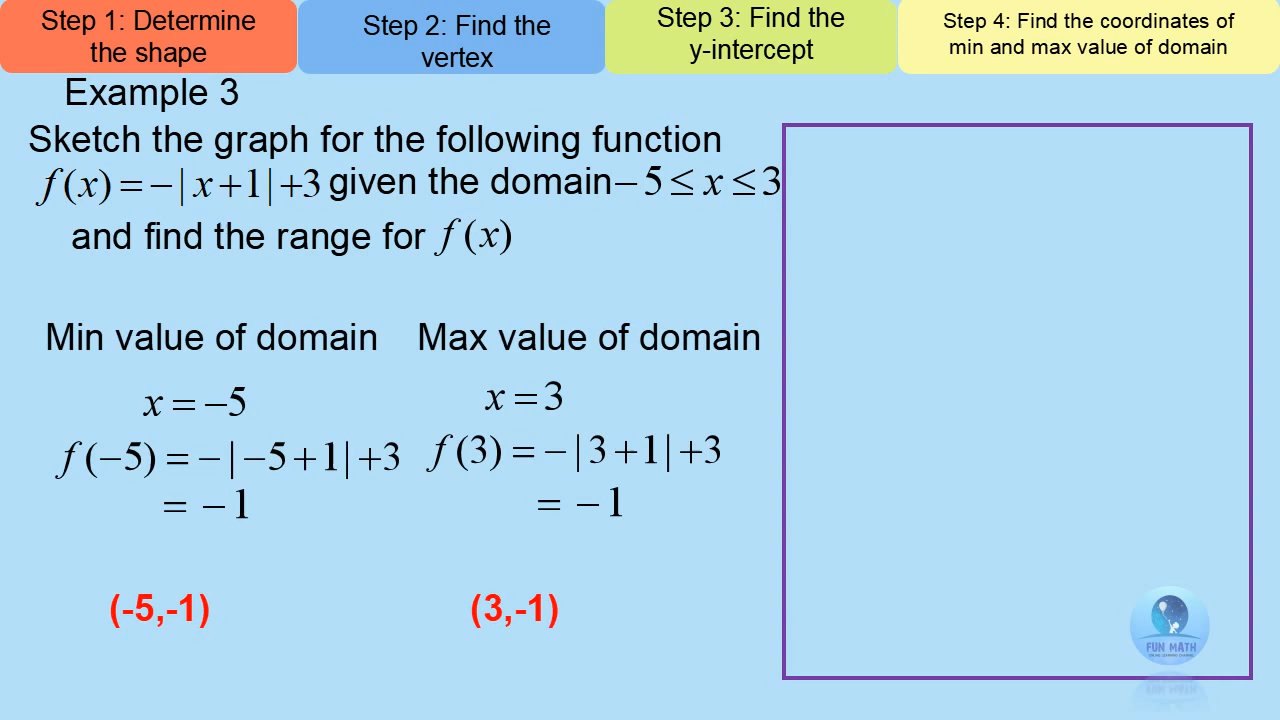 Step 1: Determine
the shape
Step 2: Find the
vertex
Step 3: Find the
y-intercept
Step 4: Find the coordinates of
min and max value of domain
Example 3
Sketch the graph for the following function
f(x) = −|x+1|+3 given the domain −5 ≤ x ≤ 3
and find the range for f(x)
Min value of domain
x = −5
f(−5) = −|−5+1|+3
= −1
(-5,-1)
Max value of domain
x = 3
f(3) = −|3+1|+3
= −1
(3,-1)
FUN MATH